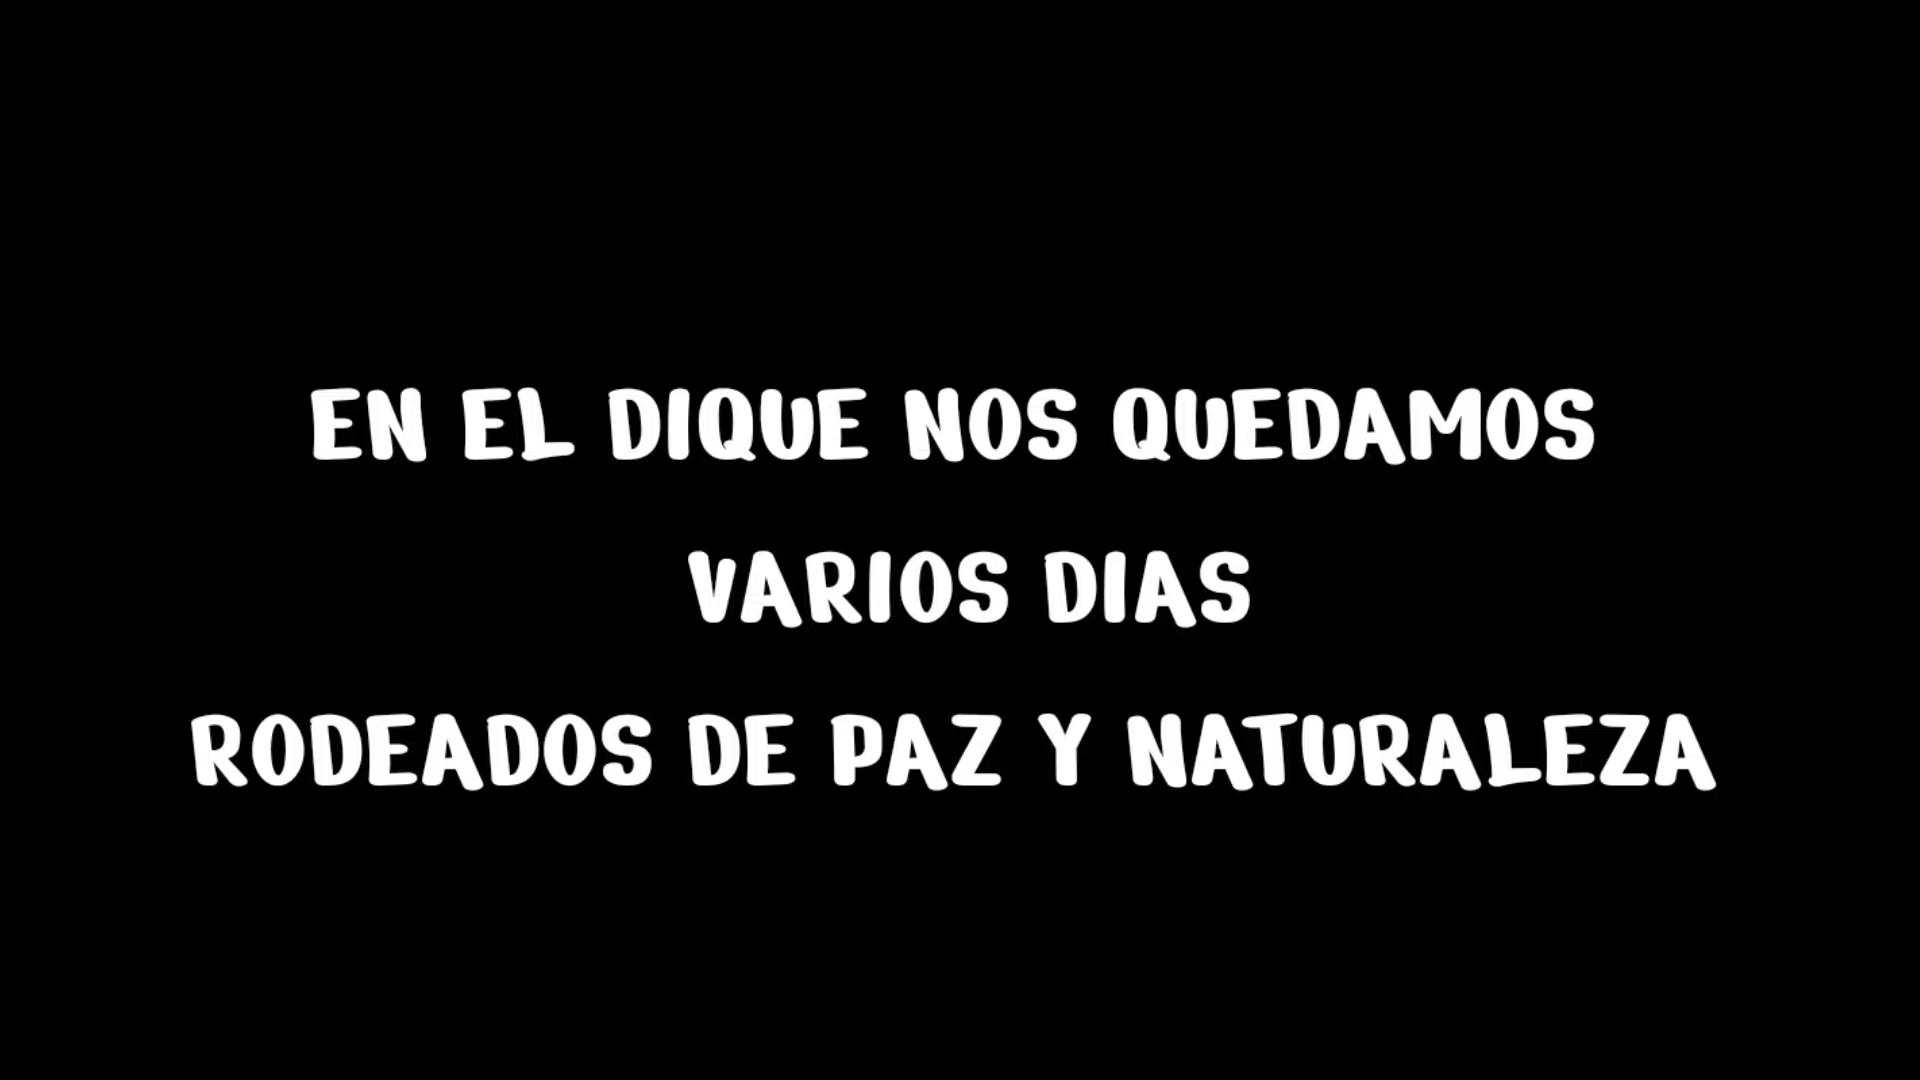 EN EL DIQUE NOS QUEDAMOS
VARIOS DIAS
RODEADOS DE PAZ Y NATURALEZA